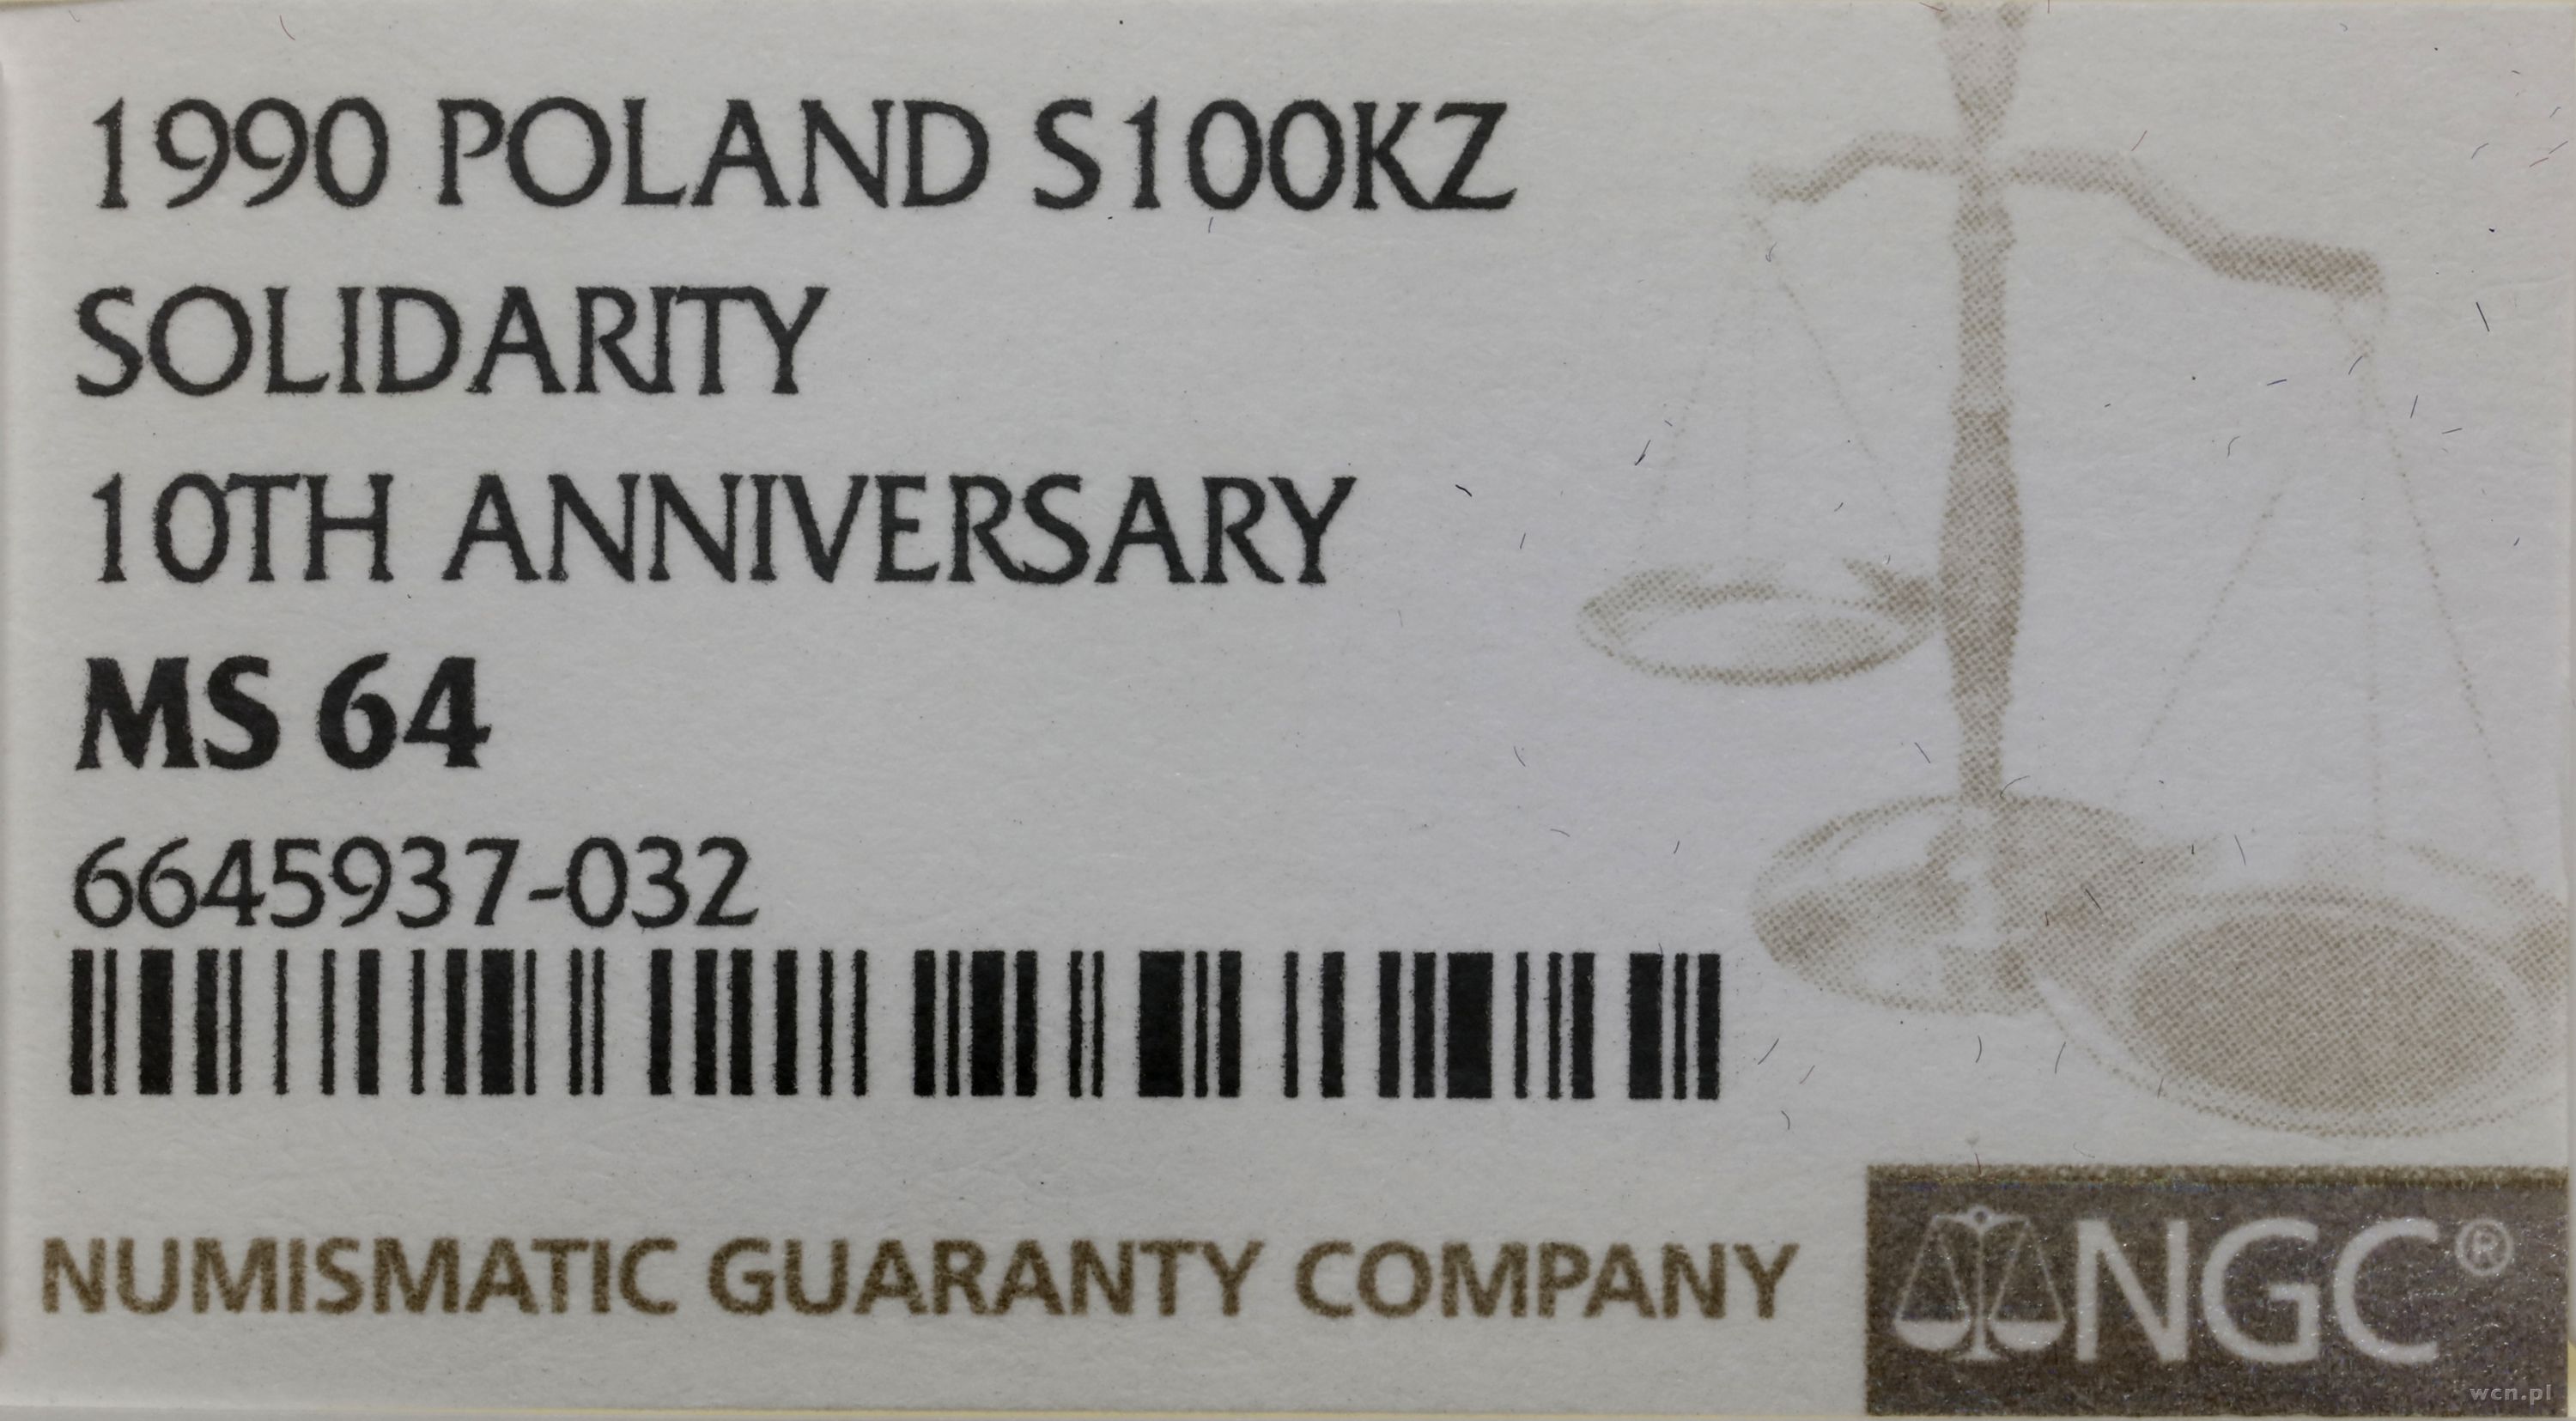 1990 POLAND S100KZ
SOLIDARITY
10TH ANNIVERSARY
MS 64
6645937-032
NUMISMATIC GUARANTY COMPANY
NGC®
wcn.pl